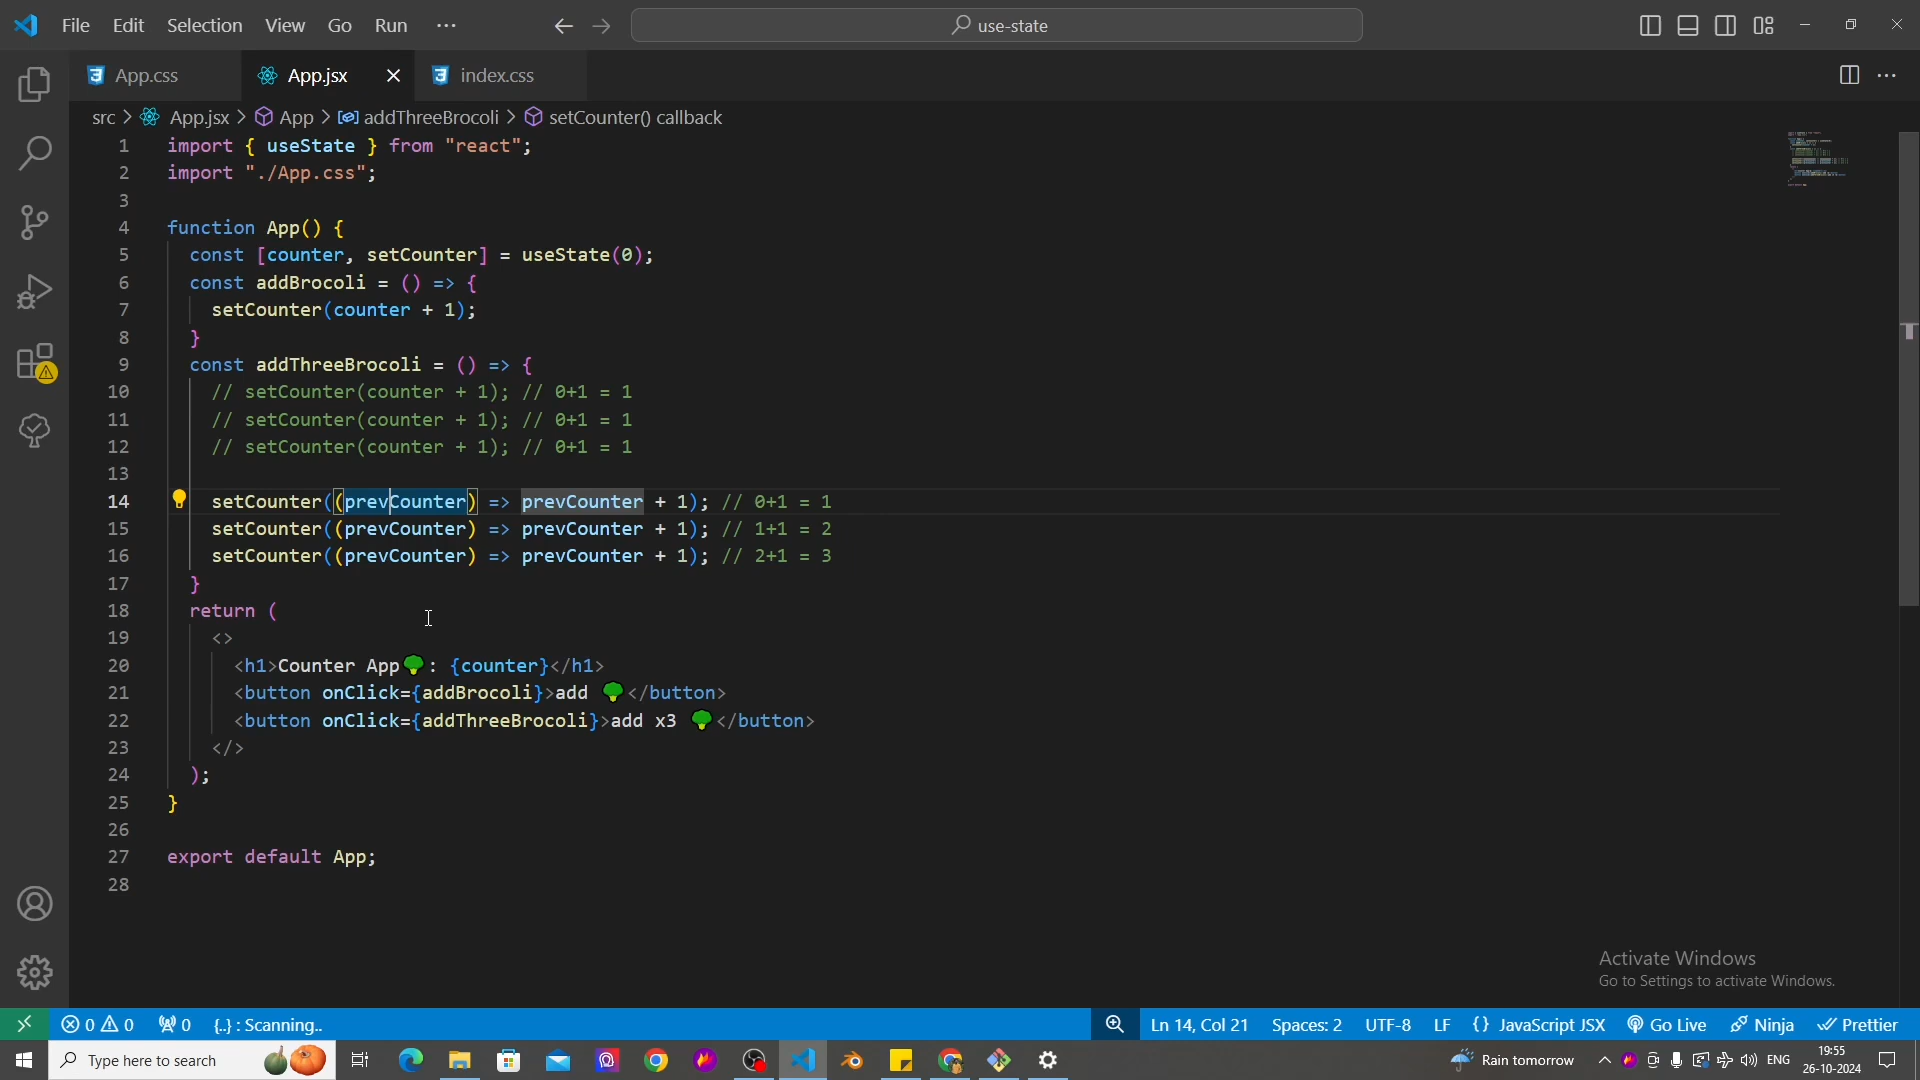 File Edit Selection View Go Run ···
use-state
App.css App.jsx index.css
src > App.jsx > App > addThreeBrocoli > setCounter() callback
1 import { useState } from "react";
2 import "./App.css";
3
4 function App() {
5 const [counter, setCounter] = useState(0);
6 const addBrocoli = () => {
7 setCounter(counter + 1);
8 }
9 const addThreeBrocoli = () => {
10 // setCounter(counter + 1); // 0+1 = 1
11 // setCounter(counter + 1); // 0+1 = 1
12 // setCounter(counter + 1); // 0+1 = 1
13
14 setCounter((prevCounter) => prevCounter + 1); // 0+1 = 1
15 setCounter((prevCounter) => prevCounter + 1); // 1+1 = 2
16 setCounter((prevCounter) => prevCounter + 1); // 2+1 = 3
17 }
18 return (
19 <>
20 <h1>Counter App🥦: {counter}</h1>
21 <button onClick={addBrocoli}>add 🥦</button>
22 <button onClick={addThreeBrocoli}>add x3 🥦</button>
23 </>
24 );
25 }
26
27 export default App;
28
Activate Windows
Go to Settings to activate Windows.
0 0 0 {..} : Scanning.. Ln 14, Col 21 Spaces: 2 UTF-8 LF {} JavaScript JSX Go Live Ninja Prettier
Type here to search Rain tomorrow ENG 19:55
26-10-2024